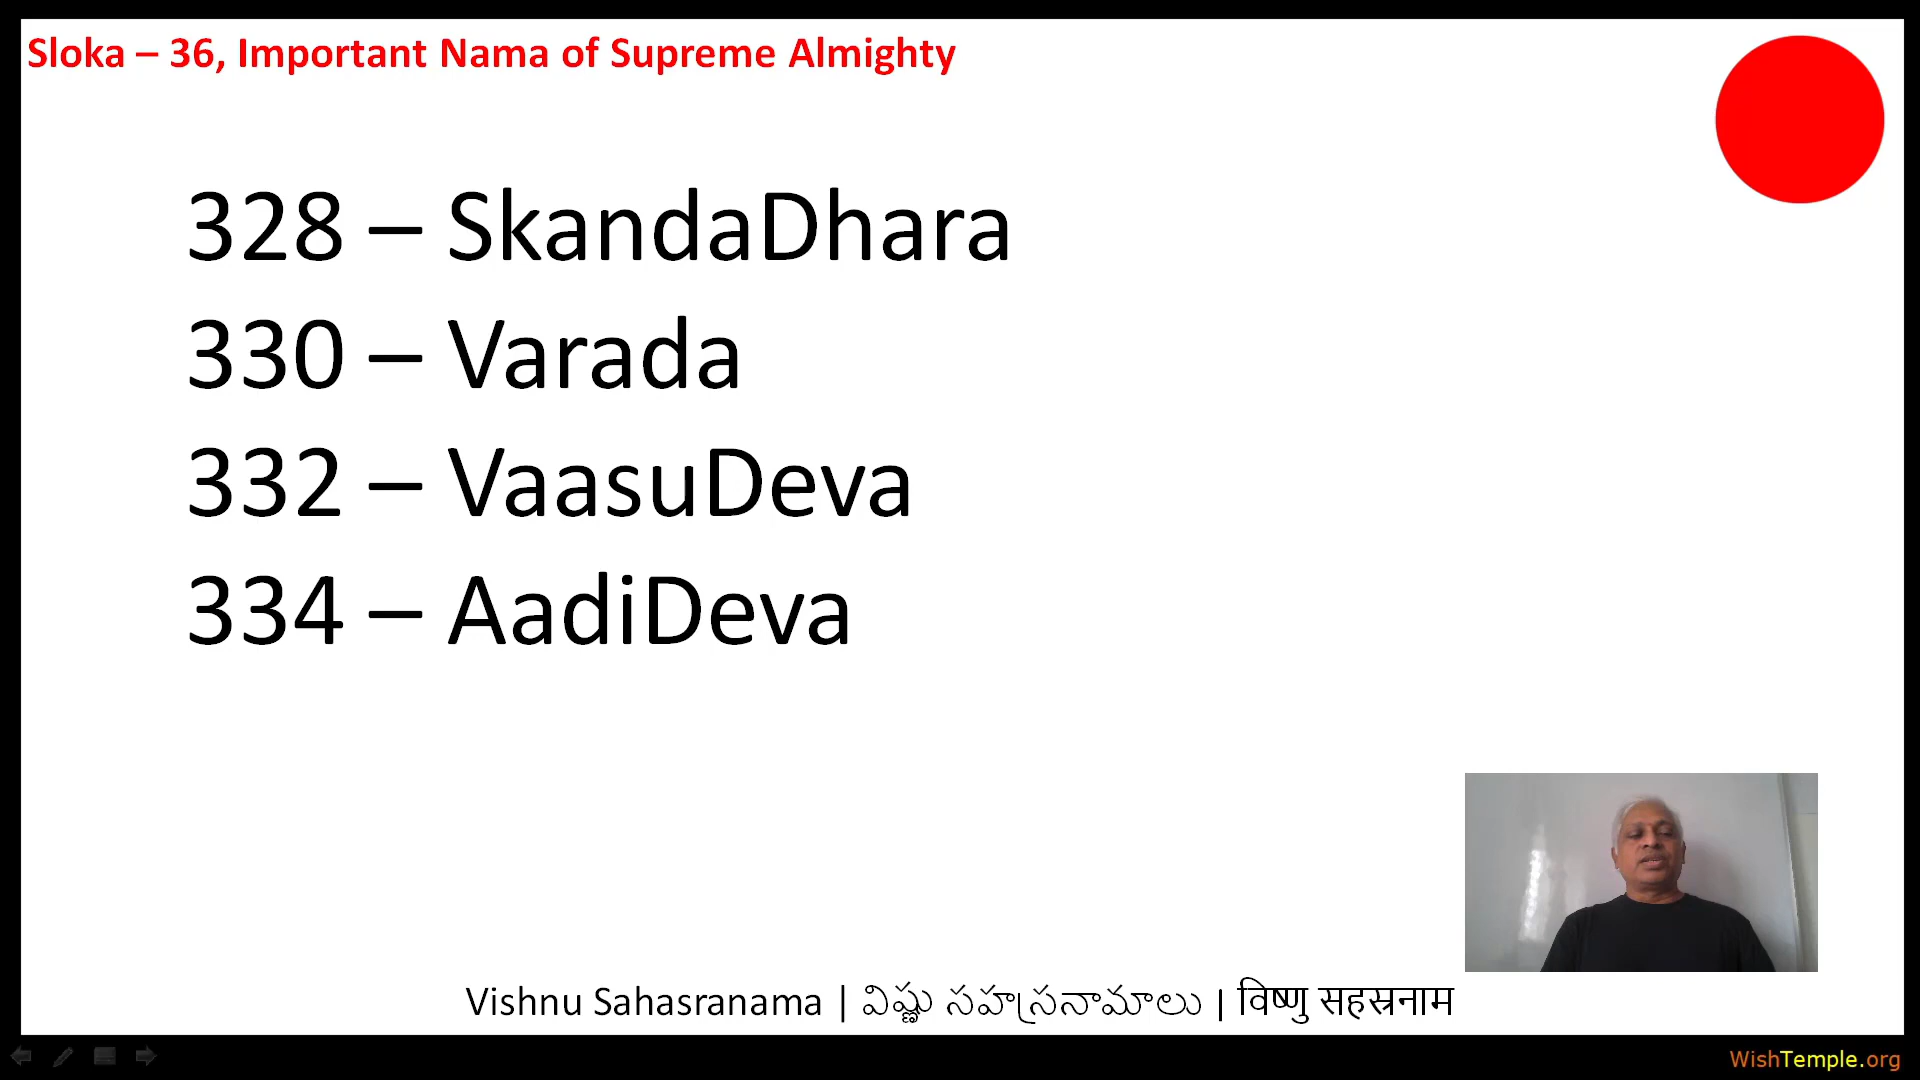 Sloka – 36, Important Nama of Supreme Almighty
328 – SkandaDhara
330 – Varada
332 – VaasuDeva
334 – AadiDeva
Vishnu Sahasranama | విష్ణు సహస్రనామాలు | विष्णु सहस्रनाम
WishTemple.org